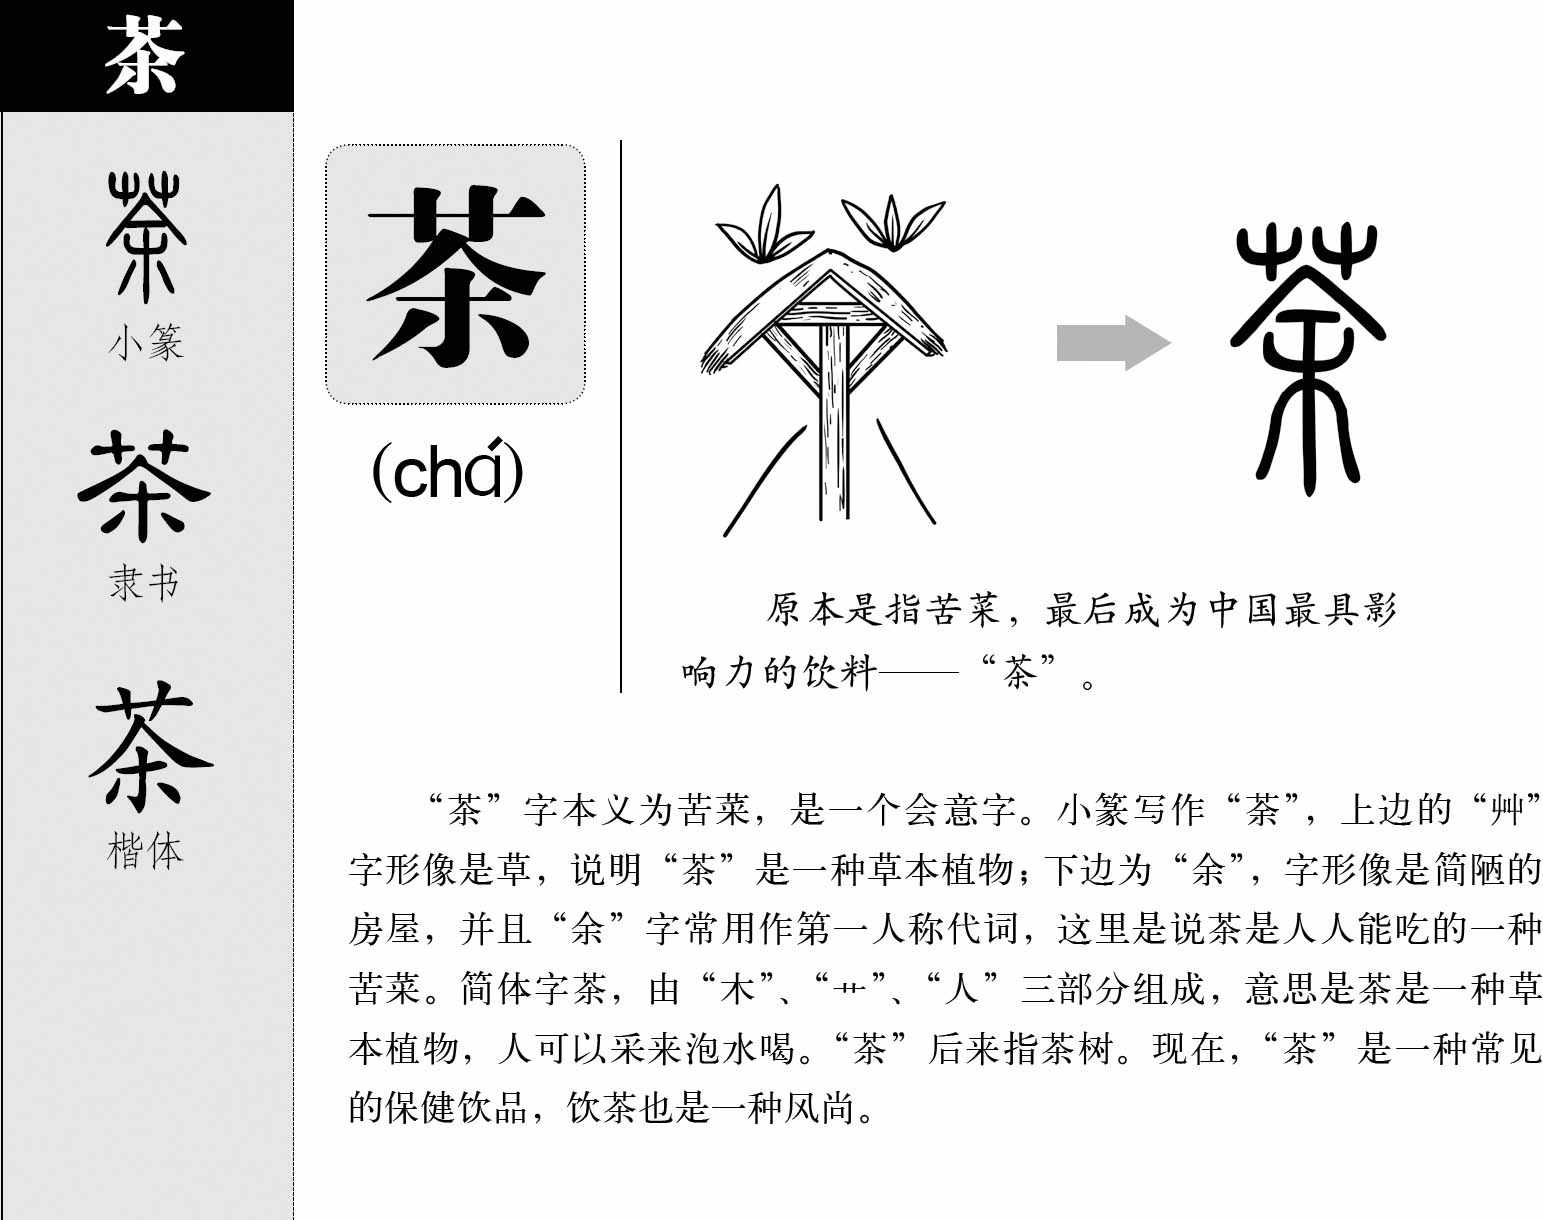 茶
茶
小篆
茶
隶书
茶
楷体
茶
(chá)
茶
原本是指苦菜，最后成为中国最具影
响力的饮料——“茶”。
“茶”字本义为苦菜，是一个会意字。小篆写作“荼”，上边的“艸”
字形像是草，说明“茶”是一种草本植物；下边为“余”，字形像是简陋的
房屋，并且“余”字常用作第一人称代词，这里是说茶是人人能吃的一种
苦菜。简体字茶，由“木”、“艹”、“人”三部分组成，意思是茶是一种草
本植物，人可以采来泡水喝。“茶”后来指茶树。现在，“茶”是一种常见
的保健饮品，饮茶也是一种风尚。